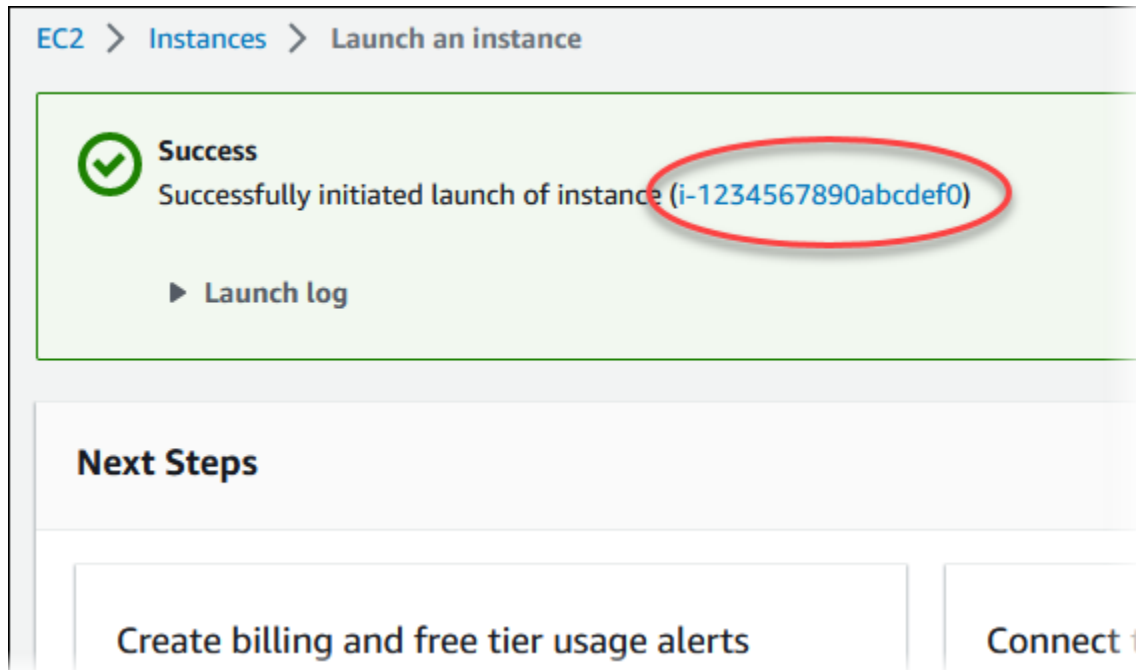 EC2 > Instances > Launch an instance
Success
Successfully initiated launch of instance (i-1234567890abcdef0)
Launch log
Next Steps
Create billing and free tier usage alerts
Connect